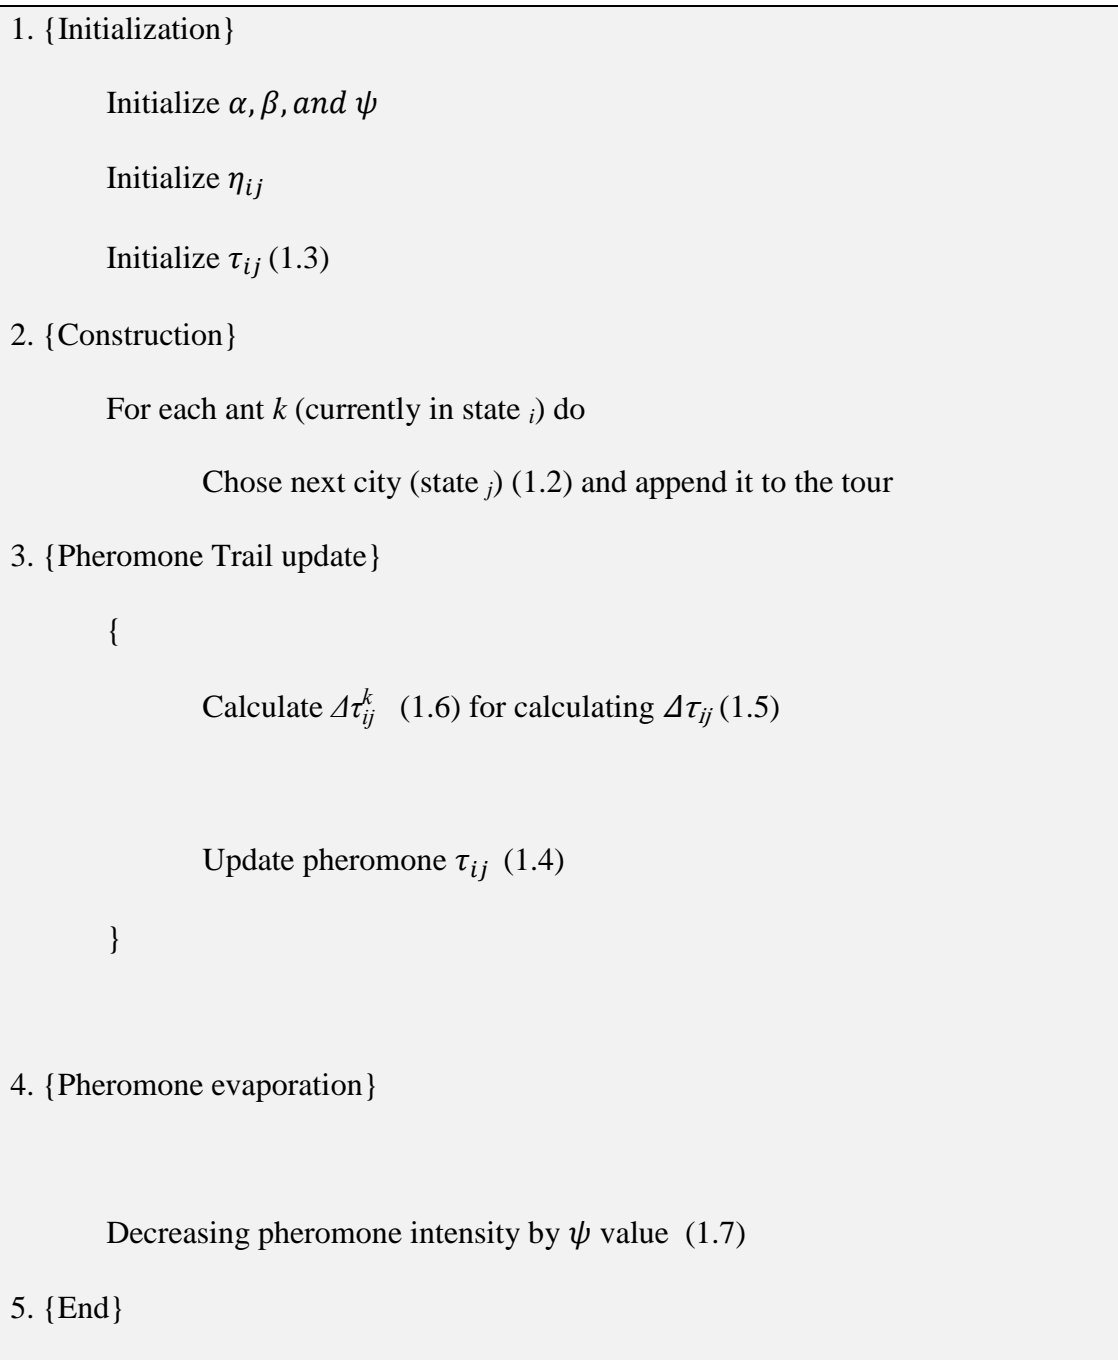 1. {Initialization}
Initialize α, β, and ψ
Initialize η_ij
Initialize τ_ij (1.3)
2. {Construction}
For each ant k (currently in state i) do
Chose next city (state j) (1.2) and append it to the tour
3. {Pheromone Trail update}
{
Calculate Δτ_ij^k (1.6) for calculating Δτ_ij (1.5)
Update pheromone τ_ij (1.4)
}
4. {Pheromone evaporation}
Decreasing pheromone intensity by ψ value (1.7)
5. {End}